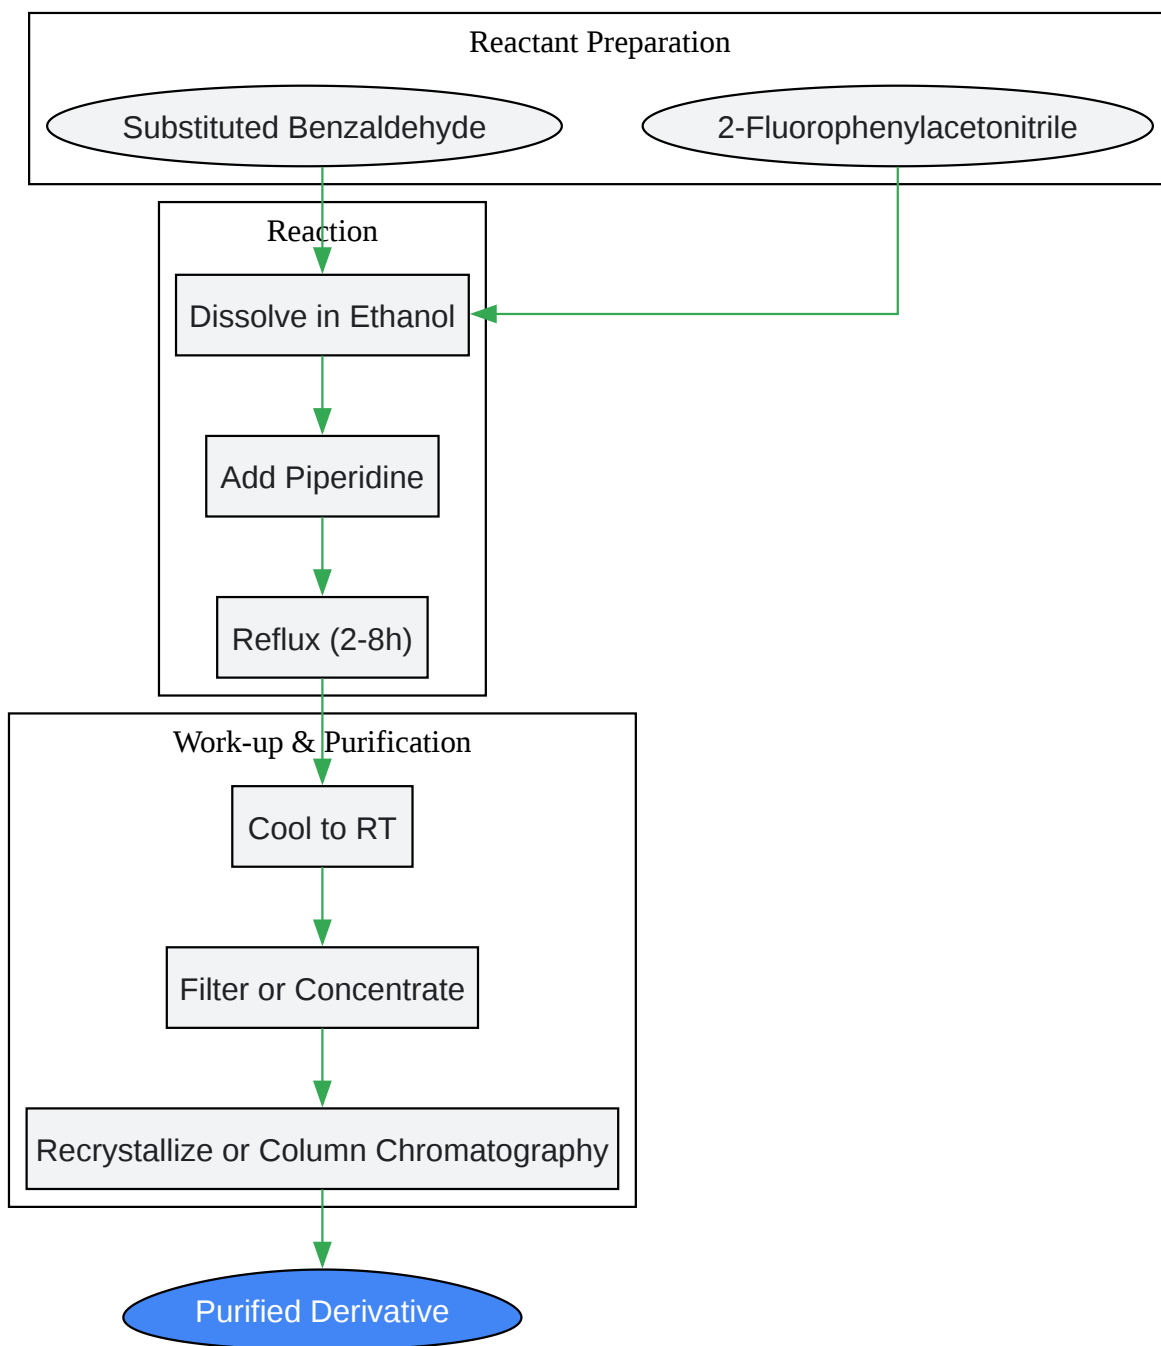 Reactant Preparation
Substituted Benzaldehyde
2-Fluorophenylacetonitrile
Reaction
Dissolve in Ethanol
Add Piperidine
Reflux (2-8h)
Work-up & Purification
Cool to RT
Filter or Concentrate
Recrystallize or Column Chromatography
Purified Derivative